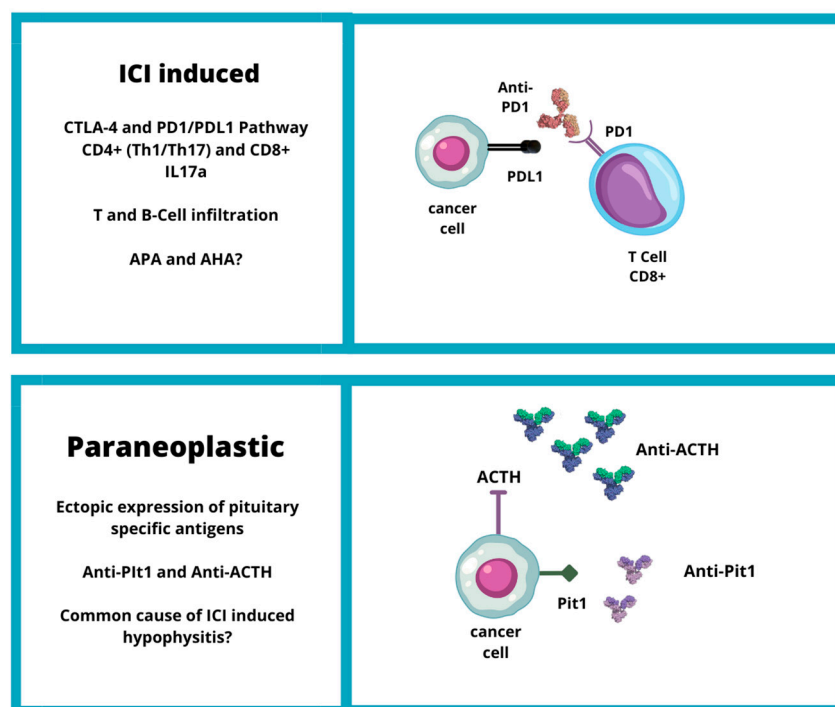 ICI induced
CTLA-4 and PD1/PDL1 Pathway
CD4+ (Th1/Th17) and CD8+
IL17a
T and B-Cell infiltration
APA and AHA?
Anti-
PD1
PD1
PDL1
cancer
cell
T Cell
CD8+
Paraneoplastic
Ectopic expression of pituitary
specific antigens
Anti-PIt1 and Anti-ACTH
Common cause of ICI induced
hypophysitis?
Anti-ACTH
ACTH
Anti-Pit1
Pit1
cancer
cell